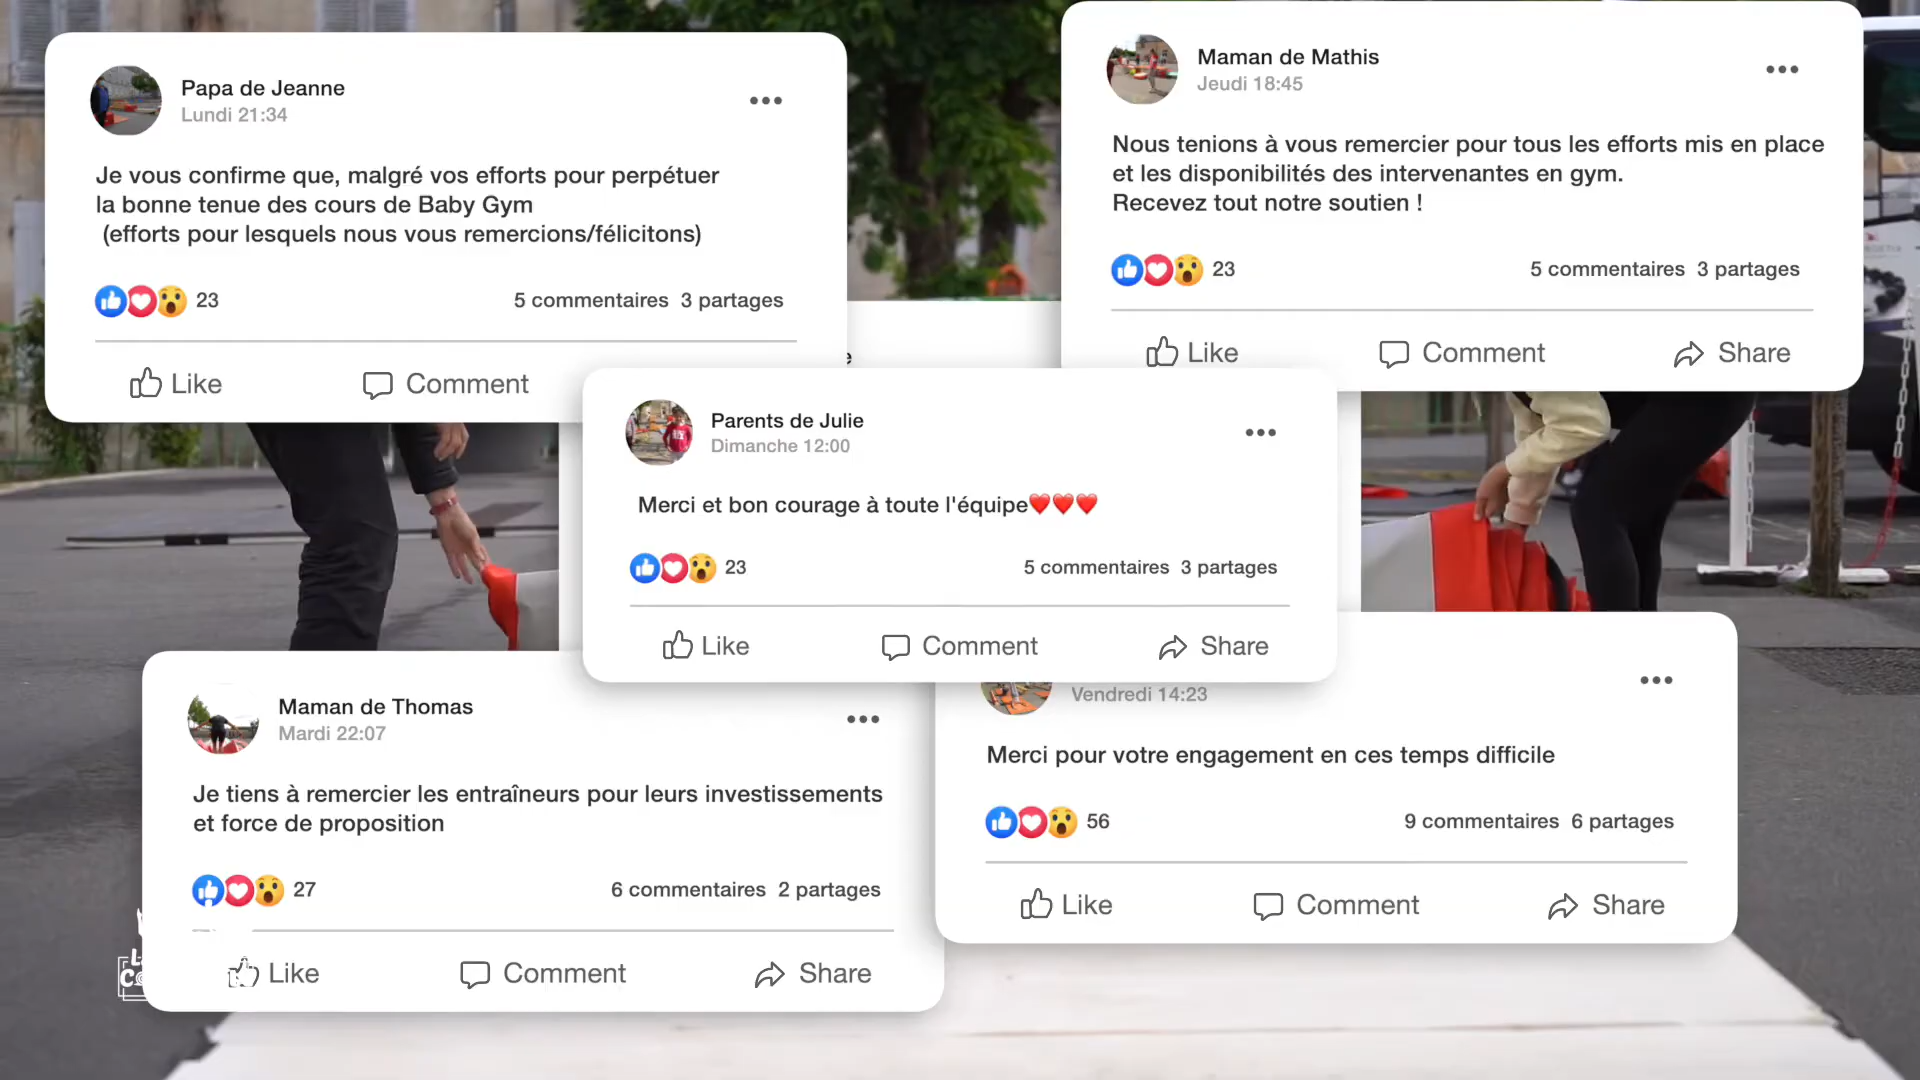 Papa de Jeanne
Lundi 21:34
Je vous confirme que, malgré vos efforts pour perpétuer
la bonne tenue des cours de Baby Gym
(efforts pour lesquels nous vous remercions/félicitons)
23
5 commentaires 3 partages
Like
Comment
Maman de Mathis
Jeudi 18:45
Nous tenions à vous remercier pour tous les efforts mis en place
et les disponibilités des intervenantes en gym.
Recevez tout notre soutien !
23
5 commentaires 3 partages
Like
Comment
Share
Parents de Julie
Dimanche 12:00
Merci et bon courage à toute l'équipe❤️❤️❤️
23
5 commentaires 3 partages
Like
Comment
Share
Maman de Thomas
Mardi 22:07
Je tiens à remercier les entraîneurs pour leurs investissements
et force de proposition
27
6 commentaires 2 partages
Like
Comment
Share
Vendredi 14:23
Merci pour votre engagement en ces temps difficile
56
9 commentaires 6 partages
Like
Comment
Share